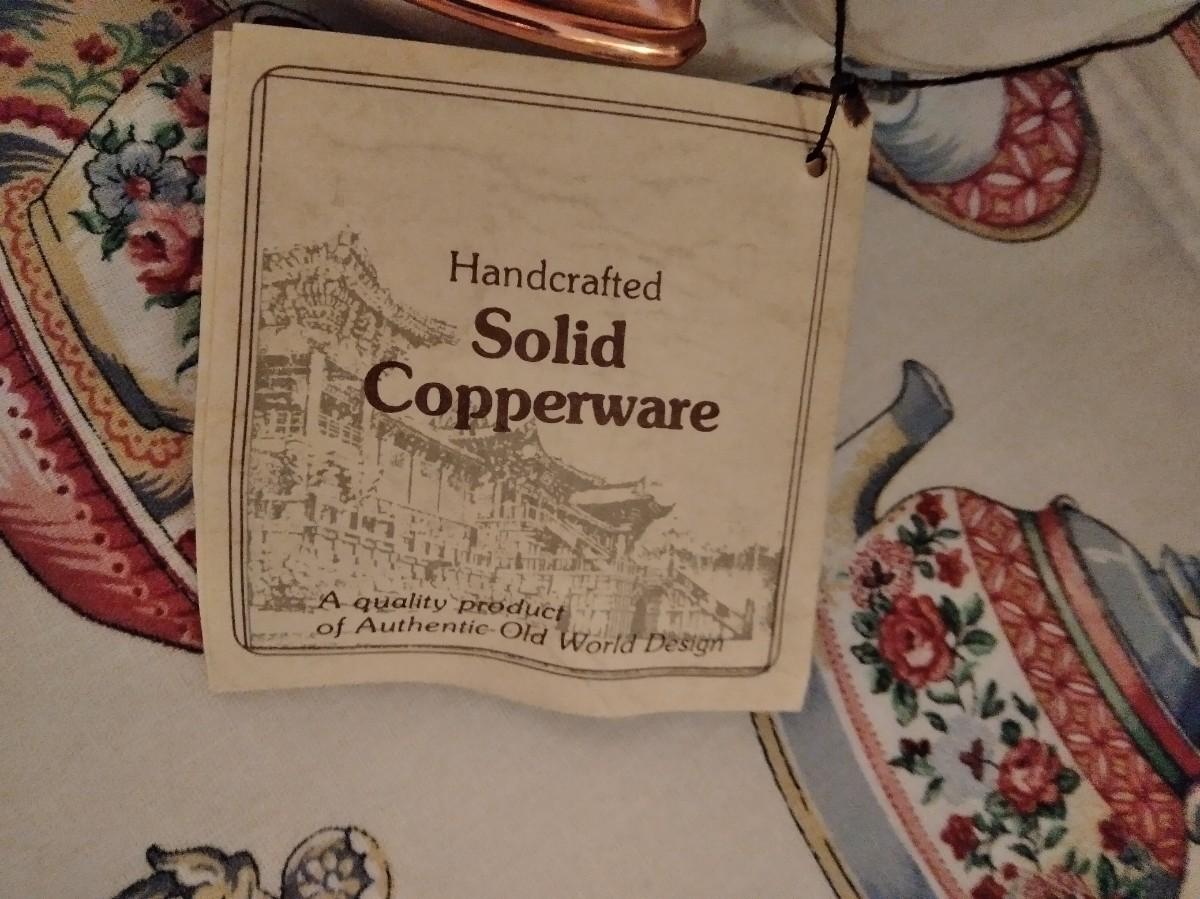 Handcrafted
Solid
Copperware
A quality product
of Authentic Old World Design